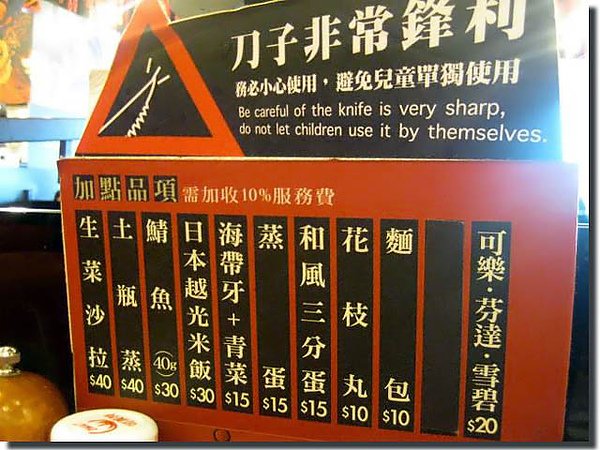 刀子非常鋒利
務必小心使用，避免兒童單獨使用
Be careful of the knife is very sharp,
do not let children use it by themselves.
加點品項 需加收10%服務費
生菜沙拉 $40
土瓶蒸 $40
鯖魚 40g $30
日本越光米飯 $30
海帶牙+青菜 $15
蒸蛋 $15
和風三分蛋 $15
花枝丸 $10
麵包 $10
可樂·芬達·雪碧 $20